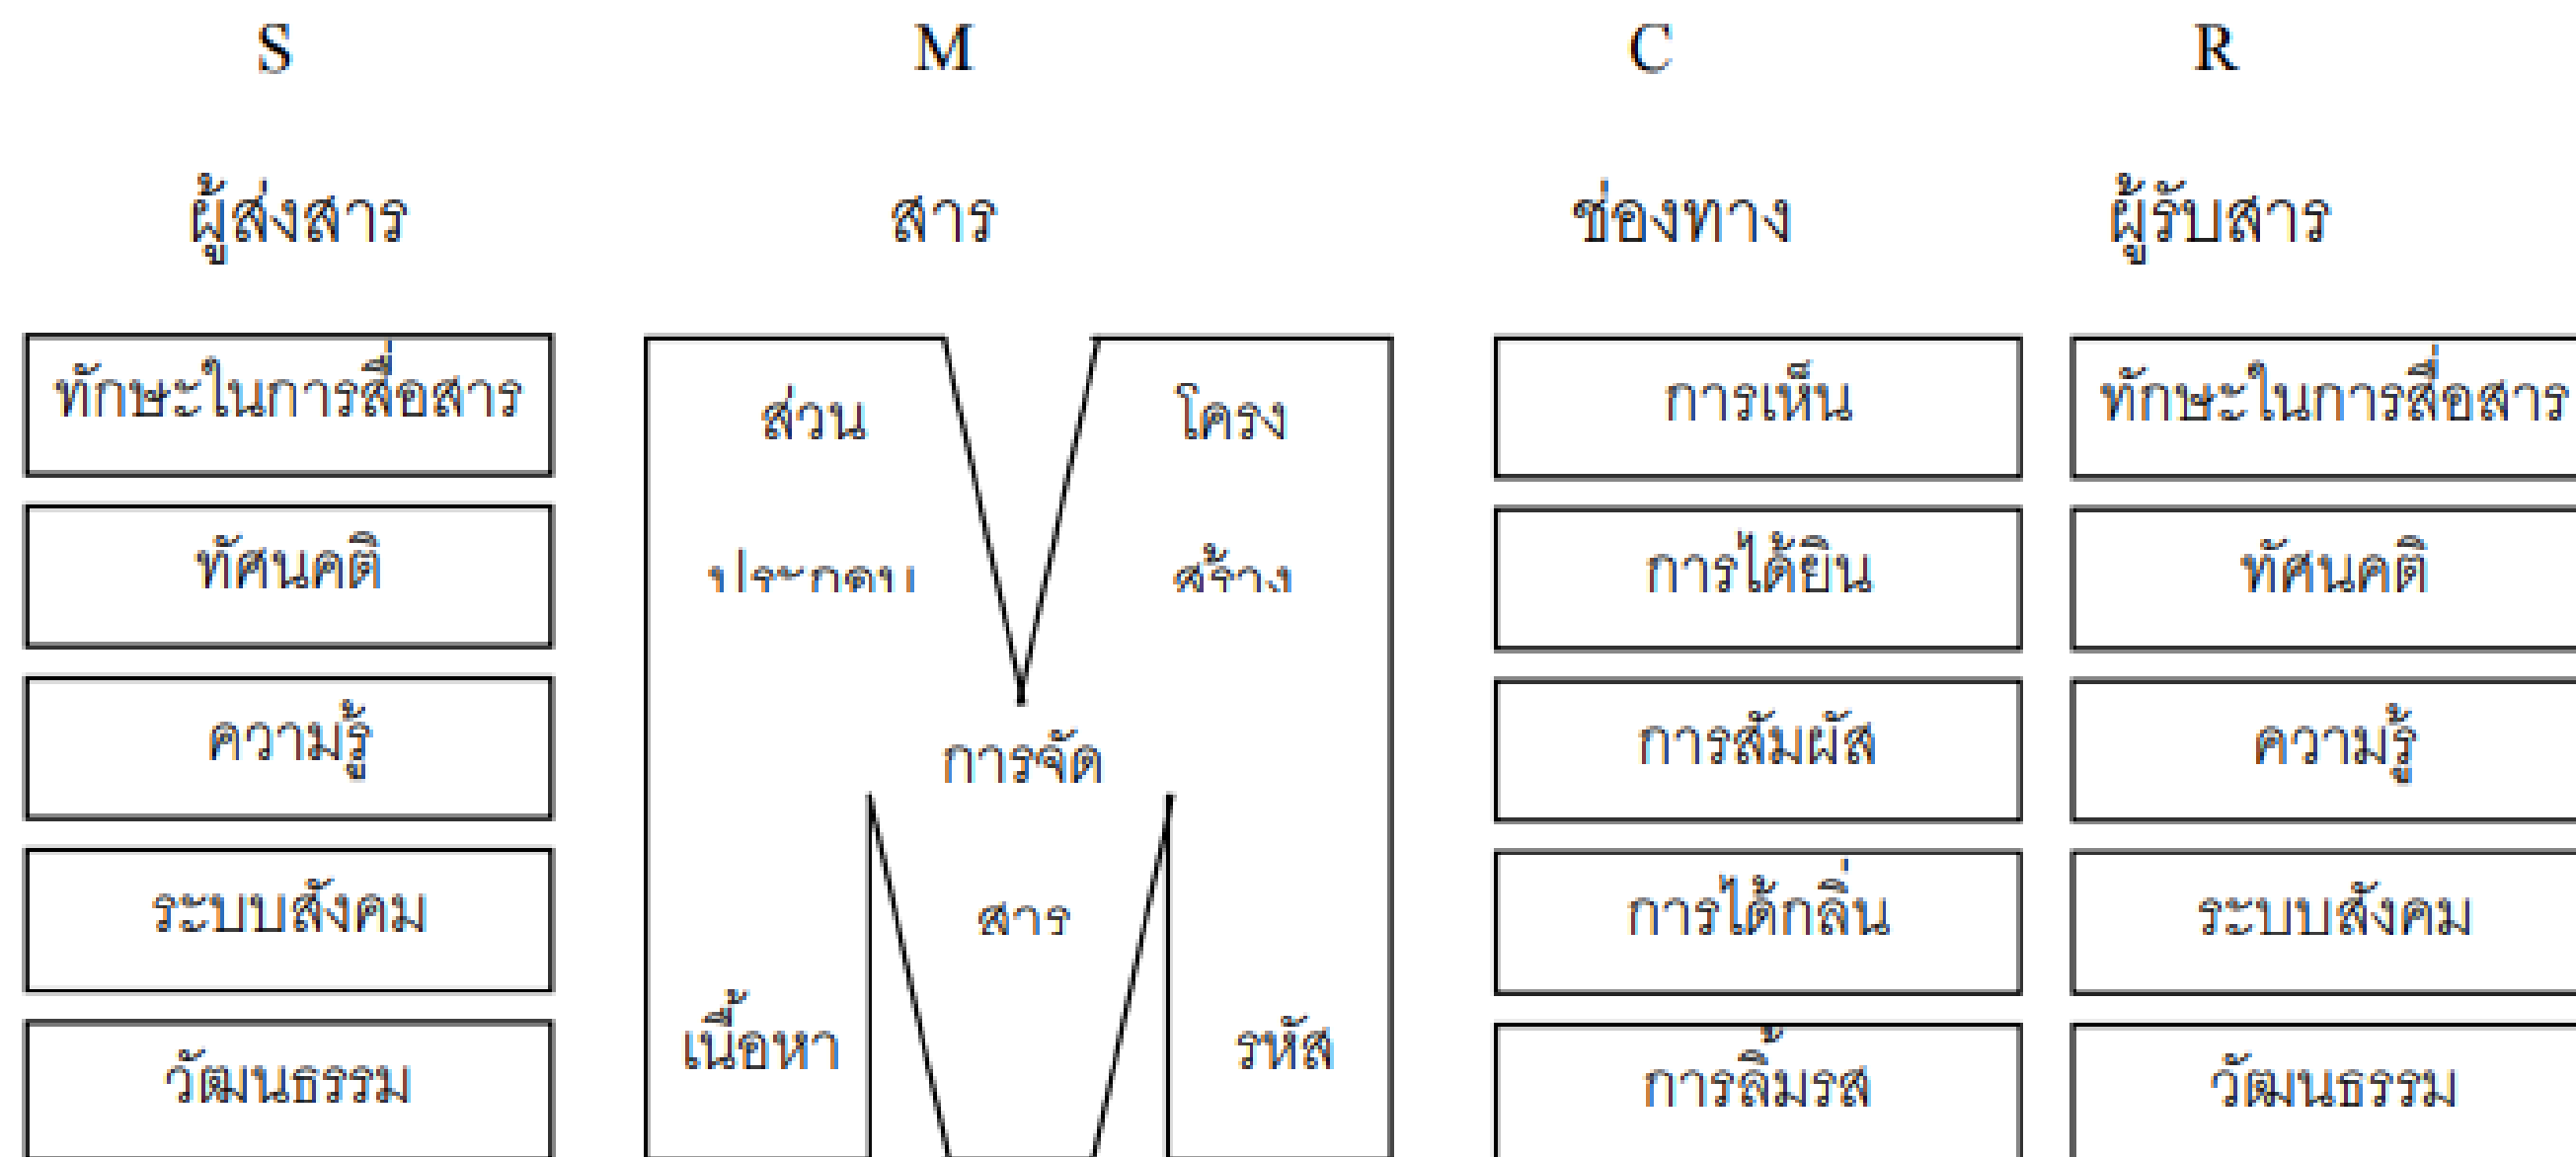 S M C R
ผู้ส่งสาร สาร ช่องทาง ผู้รับสาร
ทักษะในการสื่อสาร ส่วน โครง การเห็น ทักษะในการสื่อสาร
ทัศนคติ ประกอบ สร้าง การได้ยิน ทัศนคติ
ความรู้ การจัด การสัมผัส ความรู้
ระบบสังคม สาร การได้กลิ่น ระบบสังคม
วัฒนธรรม เนื้อหา รหัส การลิ้มรส วัฒนธรรม